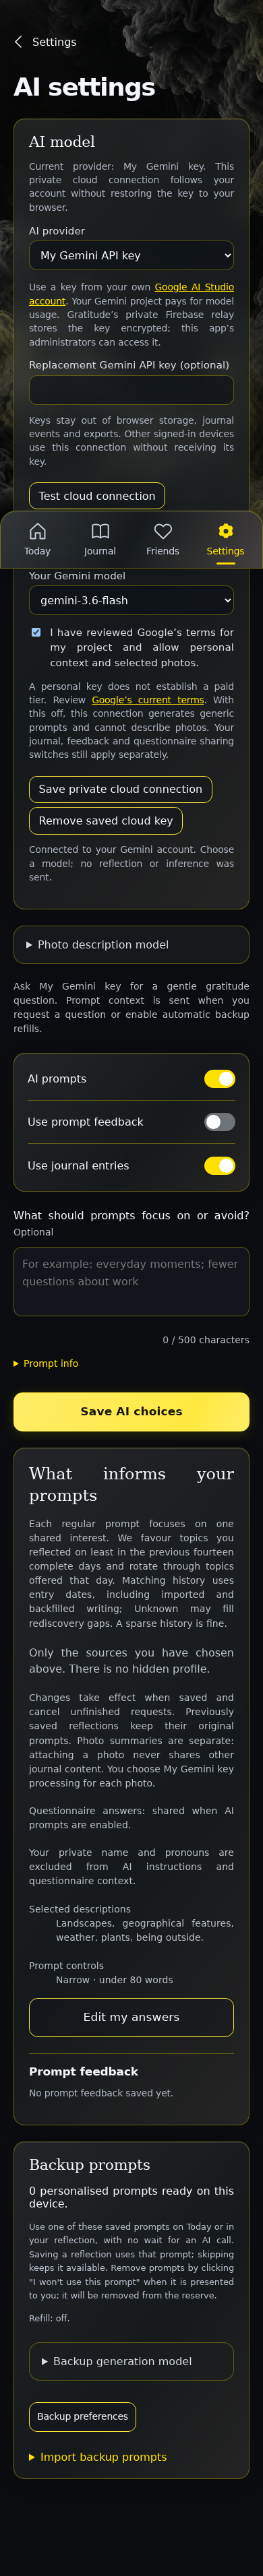 Settings
AI settings
AI model
Current provider: My Gemini key. This
private cloud connection follows your
account without restoring the key to your
browser.
AI provider
My Gemini API key
Use a key from your own Google AI Studio
account. Your Gemini project pays for model
usage. Gratitude’s private Firebase relay
stores the key encrypted; this app’s
administrators can access it.
Replacement Gemini API key (optional)
Keys stay out of browser storage, journal
events and exports. Other signed-in devices
use this connection without receiving its
key.
Test cloud connection
Today
Journal
Friends
Settings
Your Gemini model
gemini-3.6-flash
I have reviewed Google’s terms for
my project and allow personal
context and selected photos.
A personal key does not establish a paid
tier. Review Google’s current terms. With
this off, this connection generates generic
prompts and cannot describe photos. Your
journal, feedback and questionnaire sharing
switches still apply separately.
Save private cloud connection
Remove saved cloud key
Connected to your Gemini account. Choose
a model; no reflection or inference was
sent.
Photo description model
Ask My Gemini key for a gentle gratitude
question. Prompt context is sent when you
request a question or enable automatic backup
refills.
AI prompts
Use prompt feedback
Use journal entries
What should prompts focus on or avoid?
Optional
For example: everyday moments; fewer
questions about work
0 / 500 characters
Prompt info
Save AI choices
What informs your
prompts
Each regular prompt focuses on one
shared interest. We favour topics you
reflected on least in the previous fourteen
complete days and rotate through topics
offered that day. Matching history uses
entry dates, including imported and
backfilled writing; Unknown may fill
rediscovery gaps. A sparse history is fine.
Only the sources you have chosen
above. There is no hidden profile.
Changes take effect when saved and
cancel unfinished requests. Previously
saved reflections keep their original
prompts. Photo summaries are separate:
attaching a photo never shares other
journal content. You choose My Gemini key
processing for each photo.
Questionnaire answers: shared when AI
prompts are enabled.
Your private name and pronouns are
excluded from AI instructions and
questionnaire context.
Selected descriptions
Landscapes, geographical features,
weather, plants, being outside.
Prompt controls
Narrow · under 80 words
Edit my answers
Prompt feedback
No prompt feedback saved yet.
Backup prompts
0 personalised prompts ready on this
device.
Use one of these saved prompts on Today or in
your reflection, with no wait for an AI call.
Saving a reflection uses that prompt; skipping
keeps it available. Remove prompts by clicking
"I won't use this prompt" when it is presented
to you; it will be removed from the reserve.
Refill: off.
Backup generation model
Backup preferences
Import backup prompts